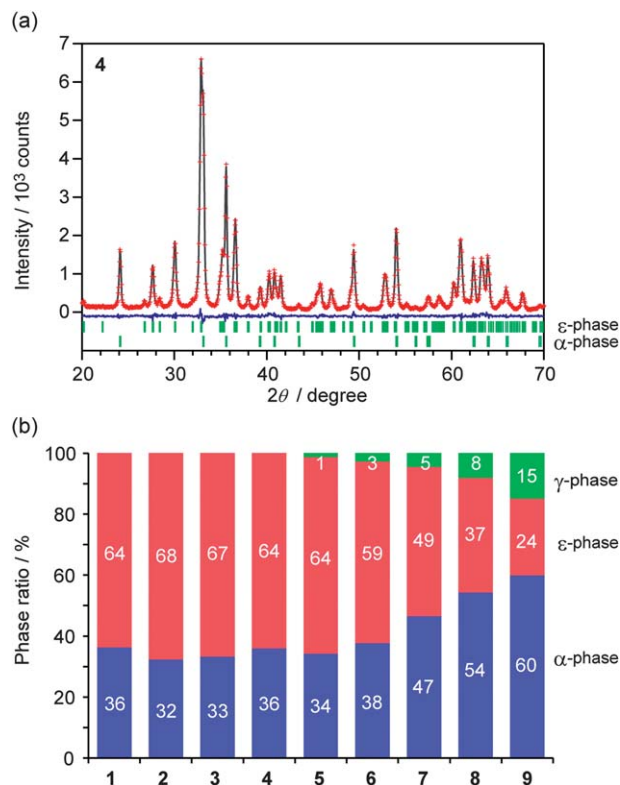 (a)
4
7
6
5
4
3
2
1
0
Intensity / 10³ counts
ε-phase
α-phase
20 30 40 50 60 70
2θ / degree
(b)
100
80
60
40
20
0
Phase ratio / %
1 3 5 8 15
64 68 67 64 64 59 49 37 24
36 32 33 36 34 38 47 54 60
γ-phase
ε-phase
α-phase
1 2 3 4 5 6 7 8 9